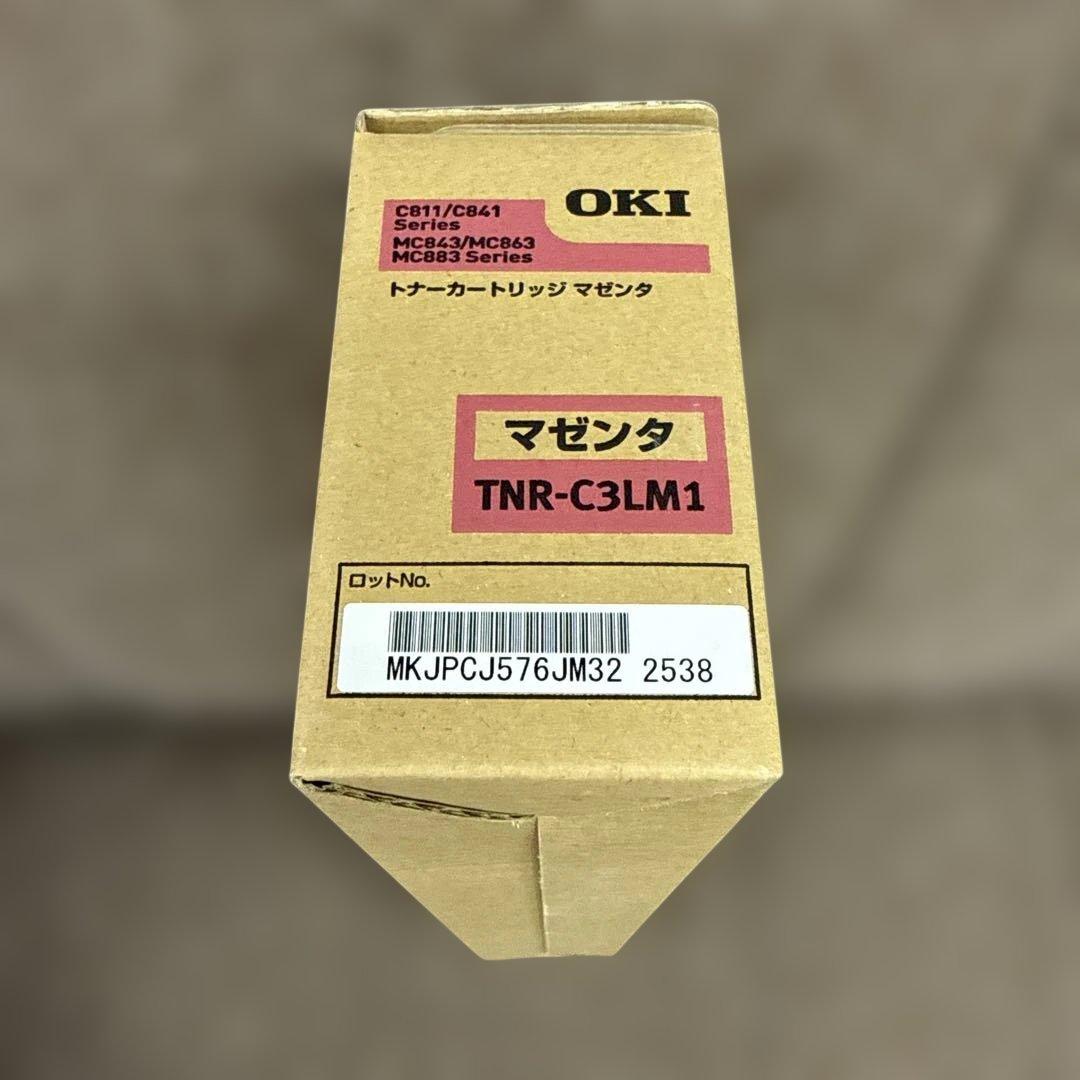 OKI
C811/C841
Series
MC843/MC863
MC883 Series
トナーカートリッジ マゼンタ
マゼンタ
TNR-C3LM1
ロットNo.
MKJPCJ576JM32 2538